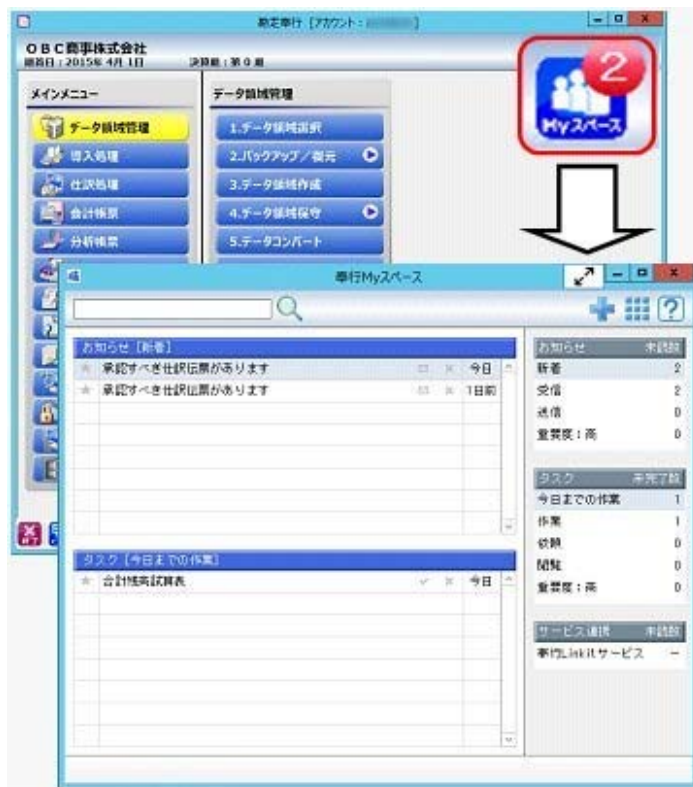 勘定奉行 [アカウント： ]
ＯＢＣ商事株式会社
開始日：2015年 4月 1日 決算期：第 0 期
メインメニュー
データ領域管理
導入処理
仕訳処理
会計帳票
分析帳票
データ領域管理
1.データ領域選択
2.バックアップ／復元
3.データ領域作成
4.データ領域保守
5.データコンバート
2
Myスペース
奉行Myスペース
お知らせ [新着]
承認すべき仕訳伝票があります 今日
承認すべき仕訳伝票があります 1日前
タスク [今日までの作業]
合計残高試算表 今日
お知らせ 未読数
新着 2
受信 2
送信 0
重要度：高 0
タスク 未完了数
今日までの作業 1
作業 1
依頼 0
閲覧 0
重要度：高 0
サービス連携 未読数
奉行LinkitサービスD －
終了